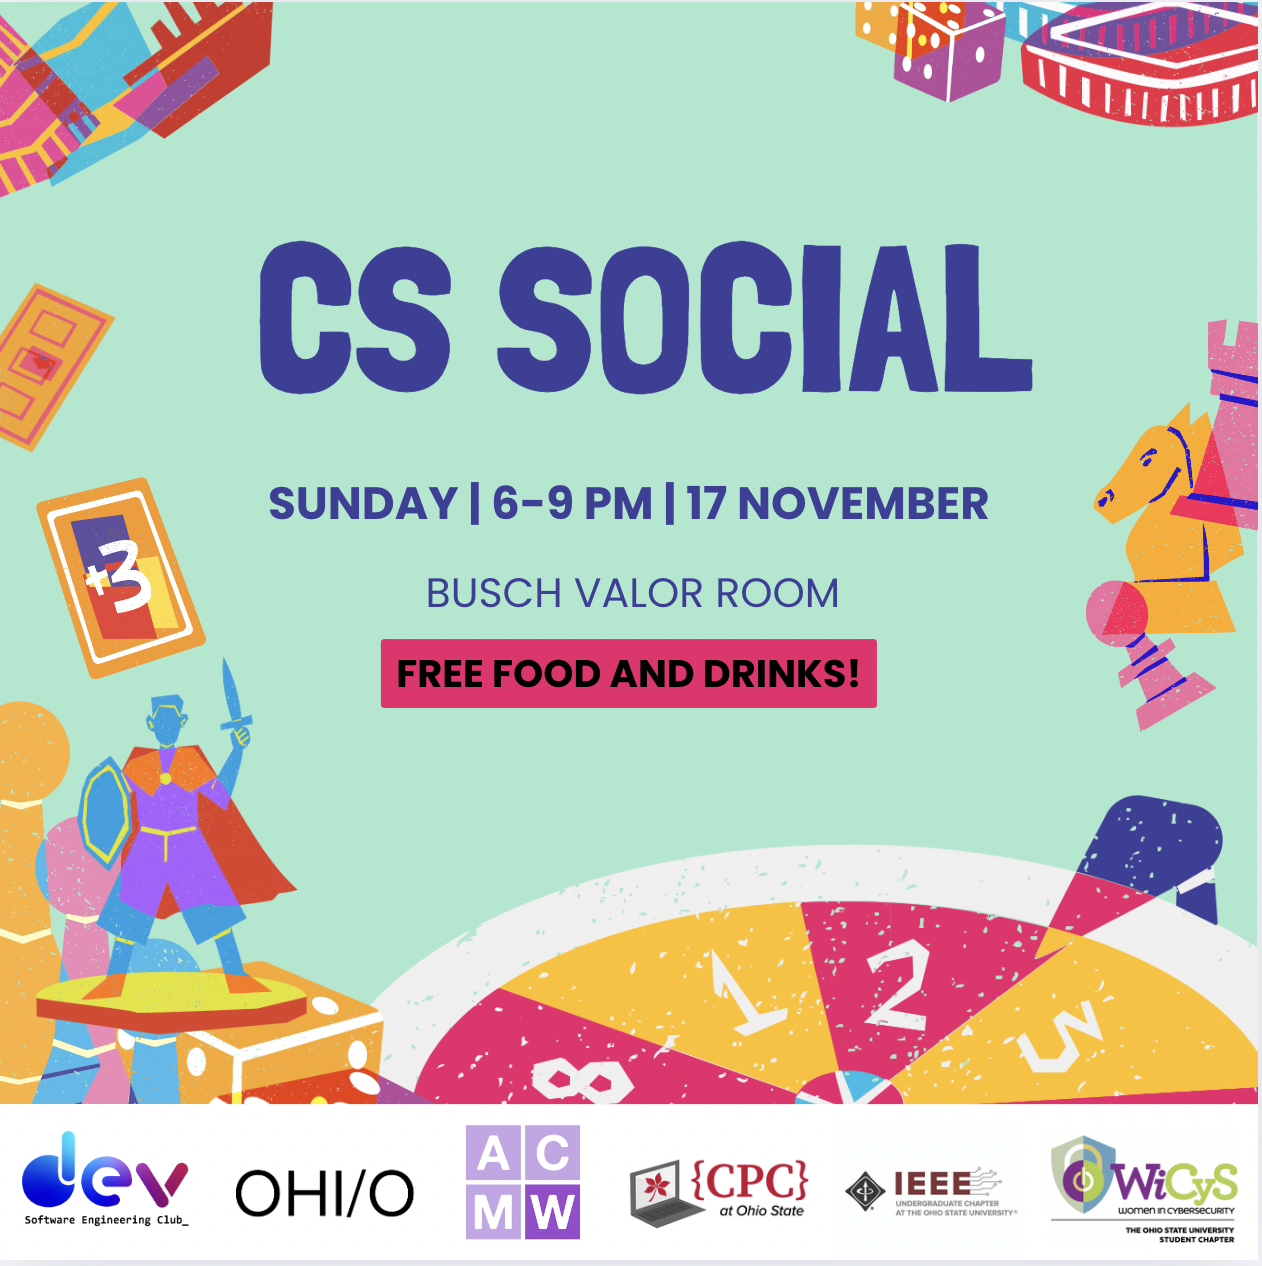 CS SOCIAL
SUNDAY | 6-9 PM | 17 NOVEMBER
BUSCH VALOR ROOM
FREE FOOD AND DRINKS!
+3
8
1
2
5
dev
Software Engineering Club_
OHI/O
A C
M W
{CPC}
at Ohio State
IEEE
UNDERGRADUATE CHAPTER
AT THE OHIO STATE UNIVERSITY®
WiCyS
WOMEN IN CYBERSECURITY
THE OHIO STATE UNIVERSITY
STUDENT CHAPTER